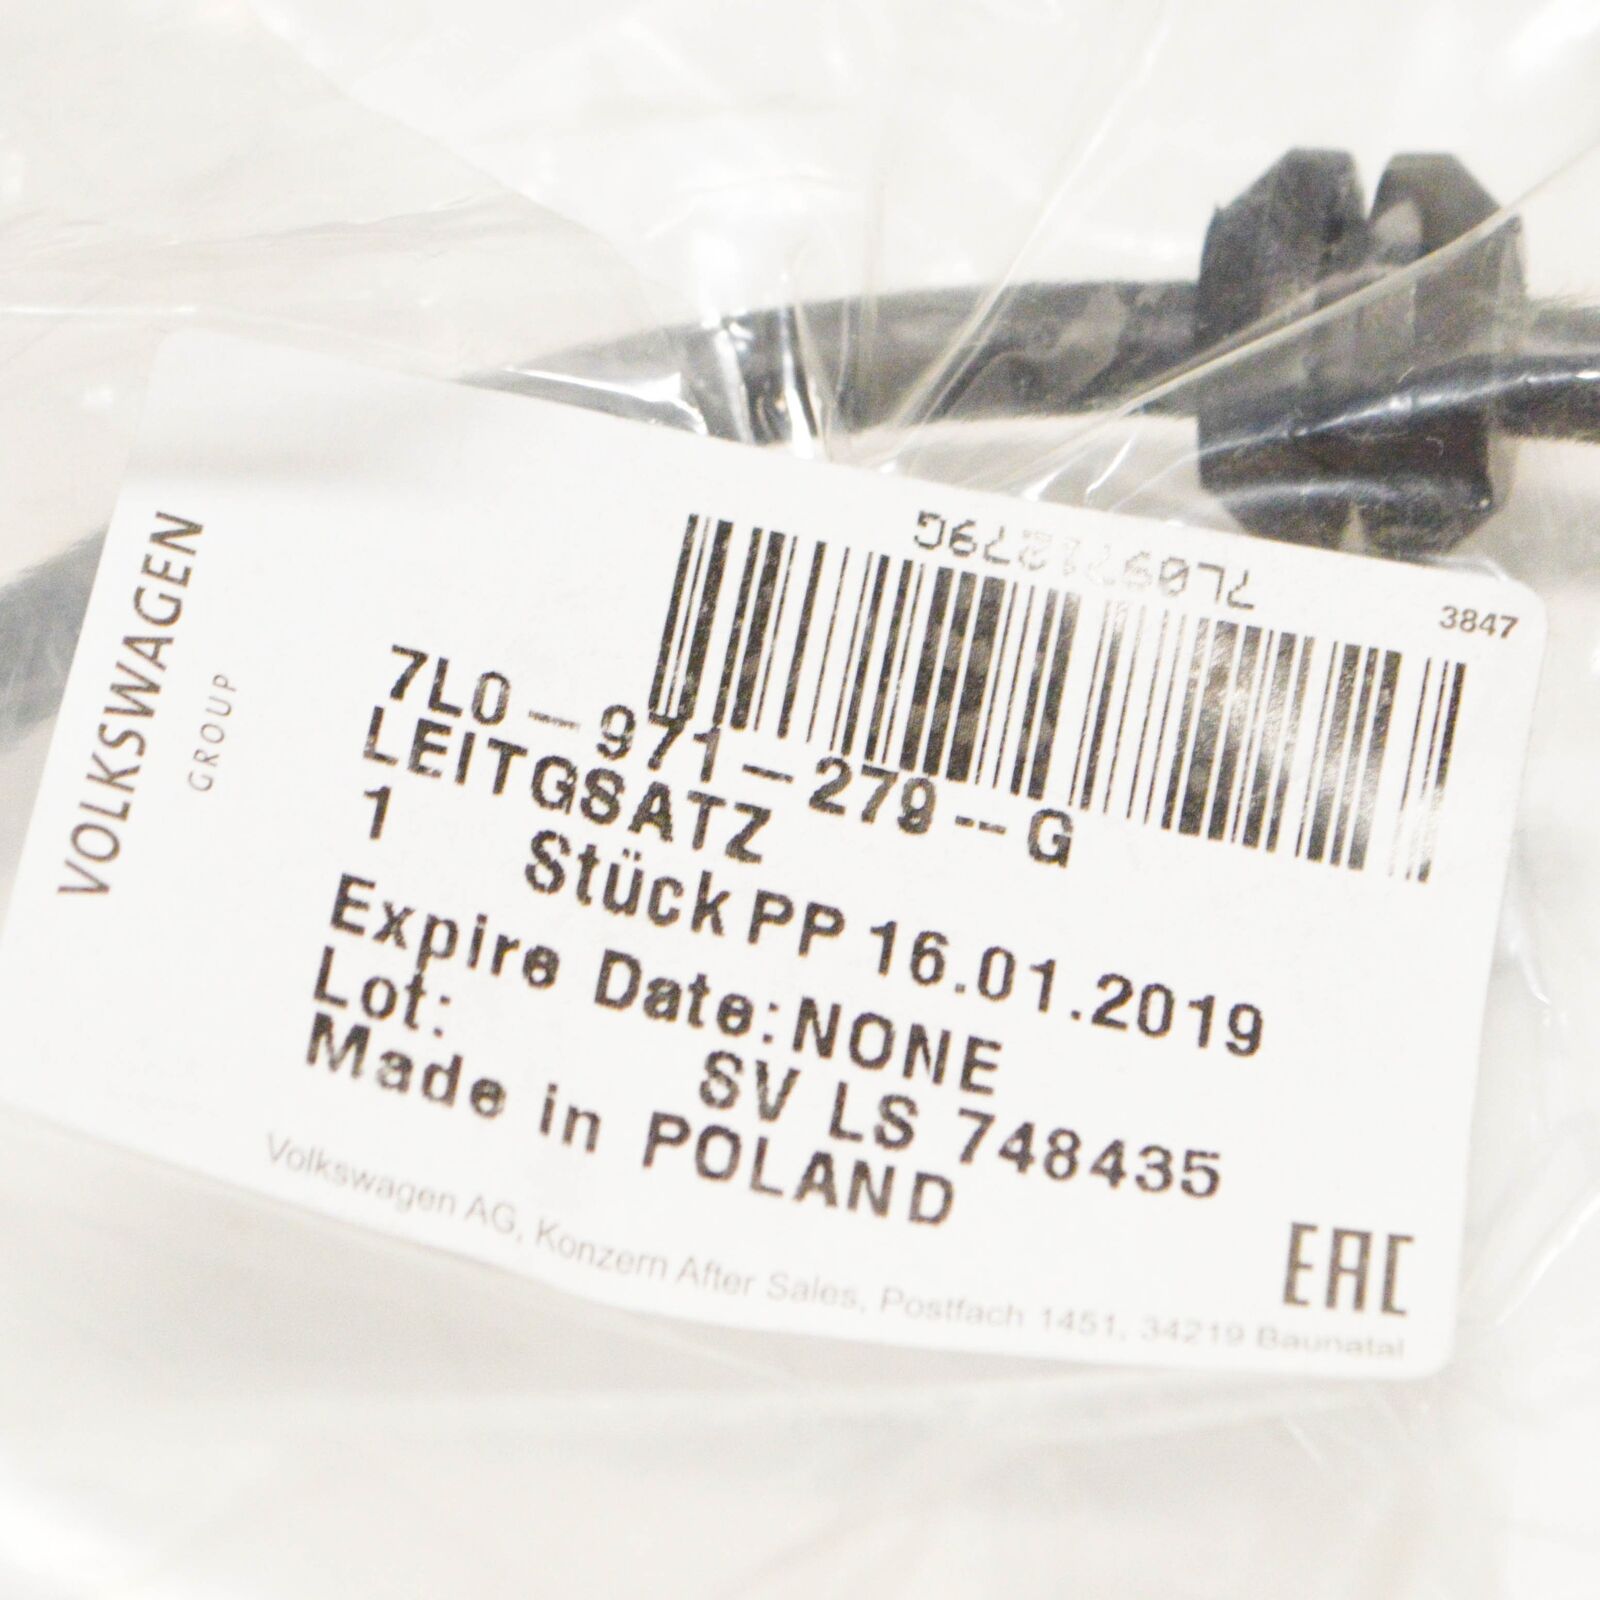 VOLKSWAGEN
GROUP
7L0971279G
3847
7L0-971-279--G
LEITGSATZ
1 Stück PP 16.01.2019
Expire Date:NONE
Lot: SV LS 748435
Made in POLAND
EAC
Volkswagen AG, Konzern After Sales, Postfach 1451, 34219 Baunatal